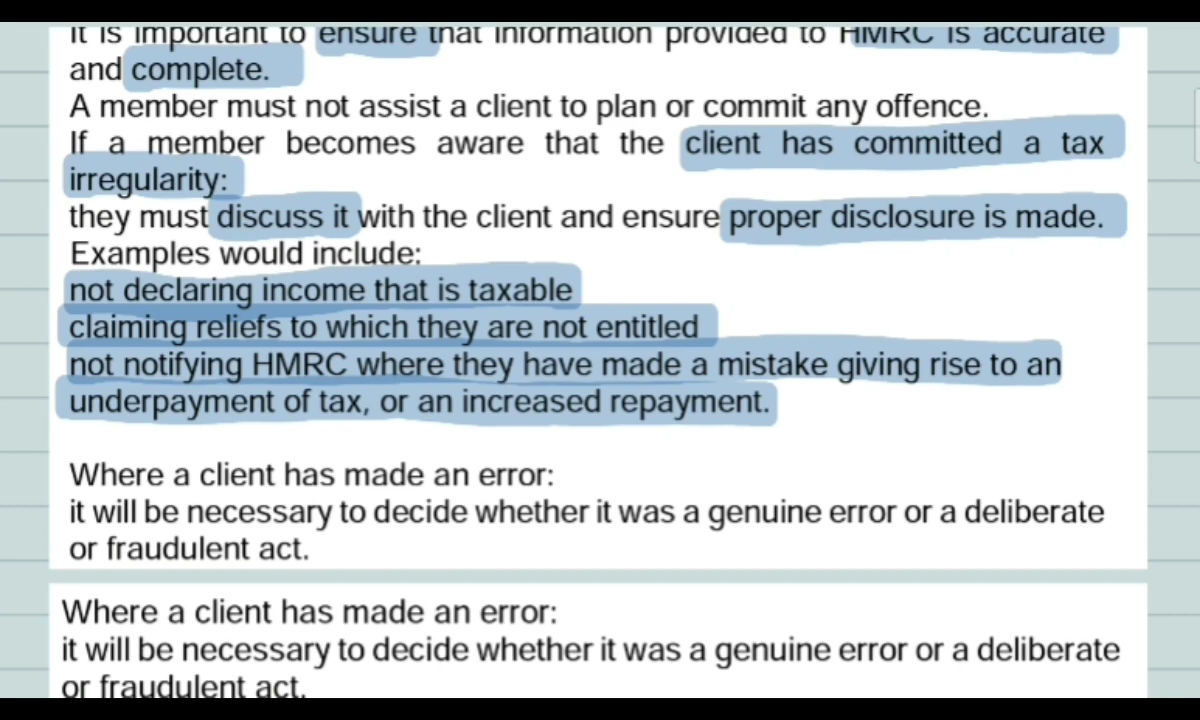 It is important to ensure that information provided to HMRC is accurate
and complete.
A member must not assist a client to plan or commit any offence.
If a member becomes aware that the client has committed a tax
irregularity:
they must discuss it with the client and ensure proper disclosure is made.
Examples would include:
not declaring income that is taxable
claiming reliefs to which they are not entitled
not notifying HMRC where they have made a mistake giving rise to an
underpayment of tax, or an increased repayment.
Where a client has made an error:
it will be necessary to decide whether it was a genuine error or a deliberate
or fraudulent act.
Where a client has made an error:
it will be necessary to decide whether it was a genuine error or a deliberate
or fraudulent act.